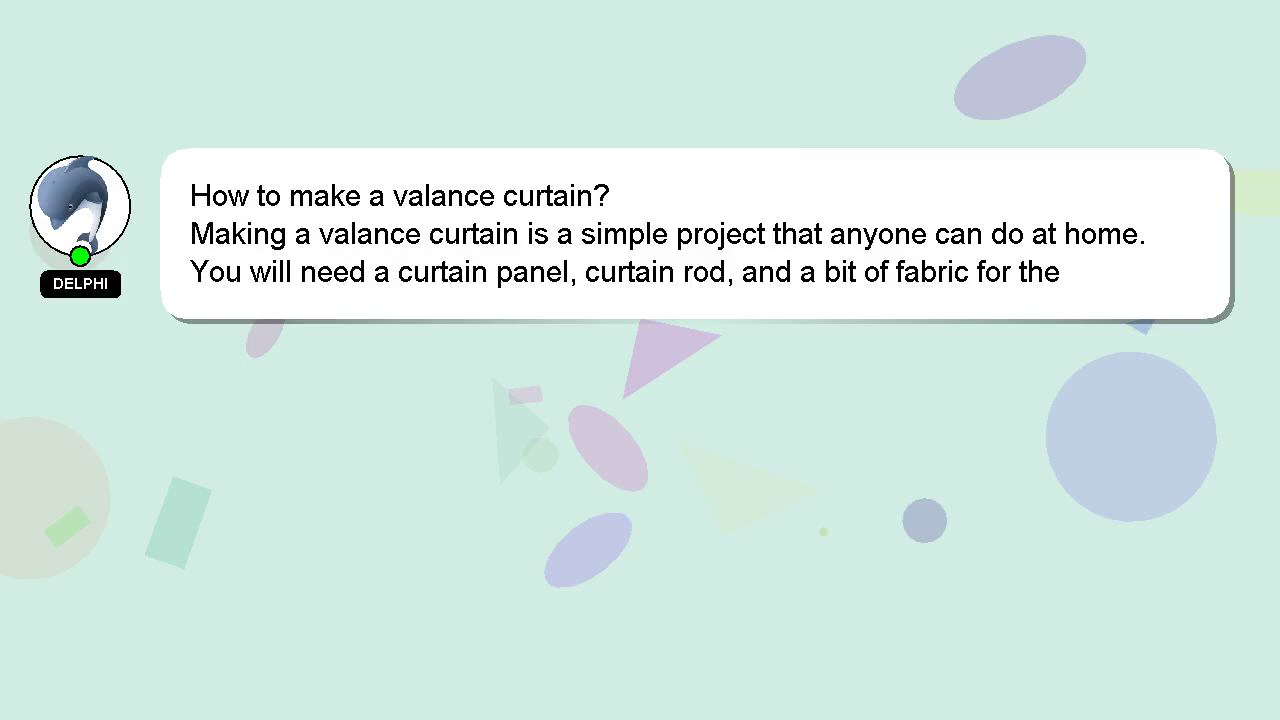 How to make a valance curtain?
Making a valance curtain is a simple project that anyone can do at home.
You will need a curtain panel, curtain rod, and a bit of fabric for the
DELPHI